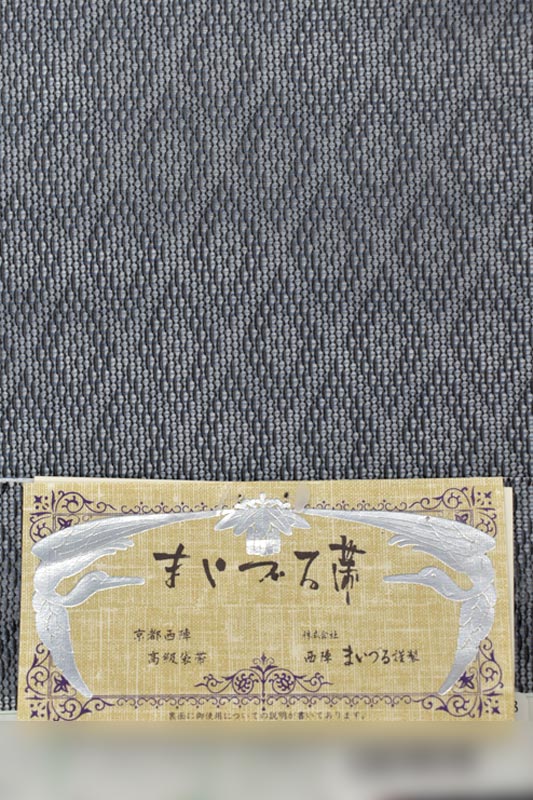 まいづる帯
京都西陣
高級袋帯
株式会社
西陣 まいづる謹製
裏面に御使用についての説明が書いてあります。